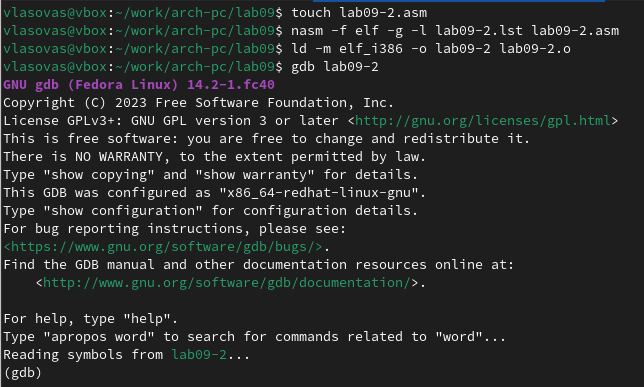 vlasovas@vbox:~/work/arch-pc/lab09$ touch lab09-2.asm
vlasovas@vbox:~/work/arch-pc/lab09$ nasm -f elf -g -l lab09-2.lst lab09-2.asm
vlasovas@vbox:~/work/arch-pc/lab09$ ld -m elf_i386 -o lab09-2 lab09-2.o
vlasovas@vbox:~/work/arch-pc/lab09$ gdb lab09-2
GNU gdb (Fedora Linux) 14.2-1.fc40
Copyright (C) 2023 Free Software Foundation, Inc.
License GPLv3+: GNU GPL version 3 or later <http://gnu.org/licenses/gpl.html>
This is free software: you are free to change and redistribute it.
There is NO WARRANTY, to the extent permitted by law.
Type "show copying" and "show warranty" for details.
This GDB was configured as "x86_64-redhat-linux-gnu".
Type "show configuration" for configuration details.
For bug reporting instructions, please see:
<https://www.gnu.org/software/gdb/bugs/>.
Find the GDB manual and other documentation resources online at:
    <http://www.gnu.org/software/gdb/documentation/>.

For help, type "help".
Type "apropos word" to search for commands related to "word"...
Reading symbols from lab09-2...
(gdb)